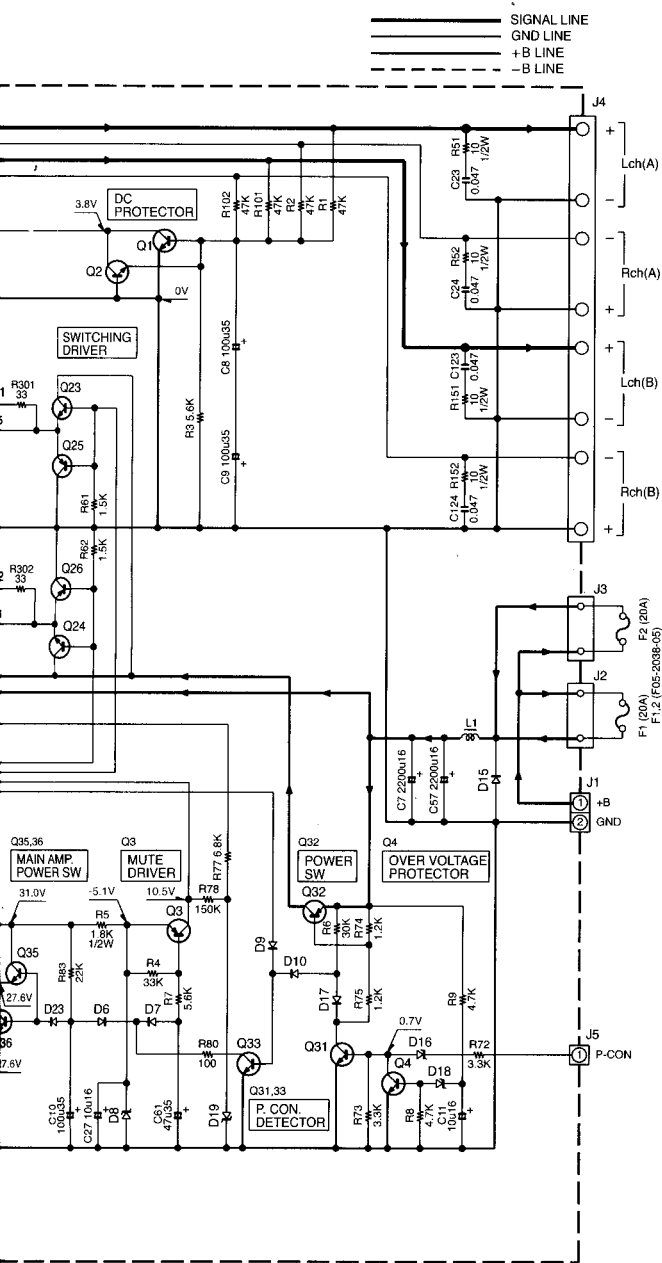 SIGNAL LINE
GND LINE
+B LINE
−B LINE
J4
R51
10
1/2W
C23
0.047
+
Lch(A)
−
DC
PROTECTOR
3.8V
R102
47K
R101
47K
R2
47K
R1
47K
Q1
Q2
0V
−
R52
10
1/2W
C24
0.047
Rch(A)
+
SWITCHING
DRIVER
C8 100u35
+
R3 5.6K
C9 100u35
+
+
C123
0.047
R151
10
1/2W
Lch(B)
−
R301
33
Q23
Q25
R61
1.5K
R62
1.5K
−
R152
10
1/2W
C124
0.047
Rch(B)
+
R302
33
Q26
Q24
J3
F2 (20A)
J2
F1 (20A)
F1,2 (F05-2038-05)
L1
C7 2200u16
+
C57 2200u16
+
D15
J1
1
+B
2
GND
Q35,36
MAIN AMP.
POWER SW
Q3
MUTE
DRIVER
R77 6.8K
Q32
POWER
SW
Q4
OVER VOLTAGE
PROTECTOR
31.0V
-5.1V
10.5V
R78
150K
Q32
R5
1.8K
1/2W
Q3
R6
30K
R74
1.2K
Q35
R83
22K
R4
33K
D9
D10
R7
5.6K
D17
R75
1.2K
R9
4.7K
27.6V
D23
D6
D7
R80
100
Q33
Q31
0.7V
D16
R72
3.3K
J5
1
P-CON
36
7.6V
Q4
D18
Q31,33
P. CON.
DETECTOR
C10
100u35
+
C27 10u16
+
D8
C61
47u35
+
D19
R73
3.3K
R8
4.7K
C11
10u16
+